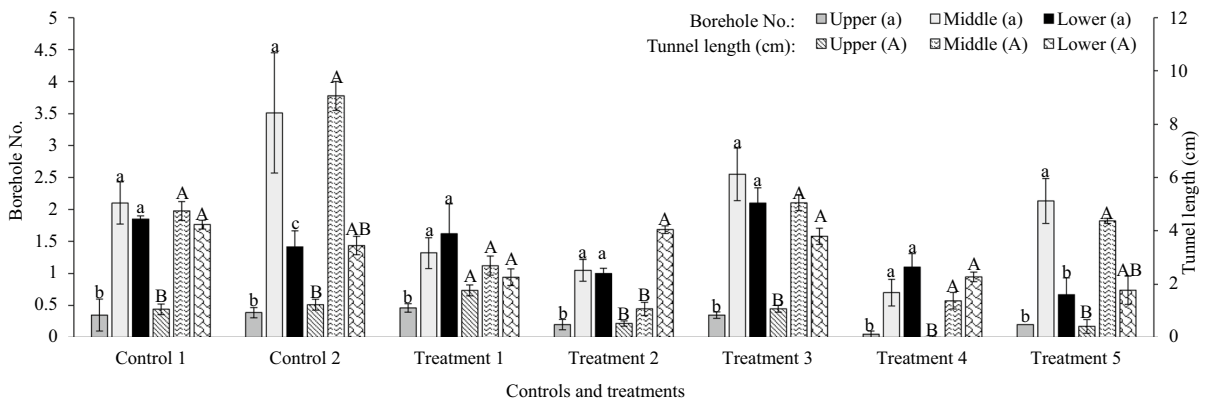 Borehole No.: Upper (a) Middle (a) Lower (a)
Tunnel length (cm): Upper (A) Middle (A) Lower (A)
Borehole No.
5
4.5
4
3.5
3
2.5
2
1.5
1
0.5
0
b a a B A A
b a c B A AB
a a a A A A
b a a B B A
b a a B A A
b a a B A A
b a b B A AB
12
10
8
6
4
2
0
Tunnel length (cm)
Control 1 Control 2 Treatment 1 Treatment 2 Treatment 3 Treatment 4 Treatment 5
Controls and treatments